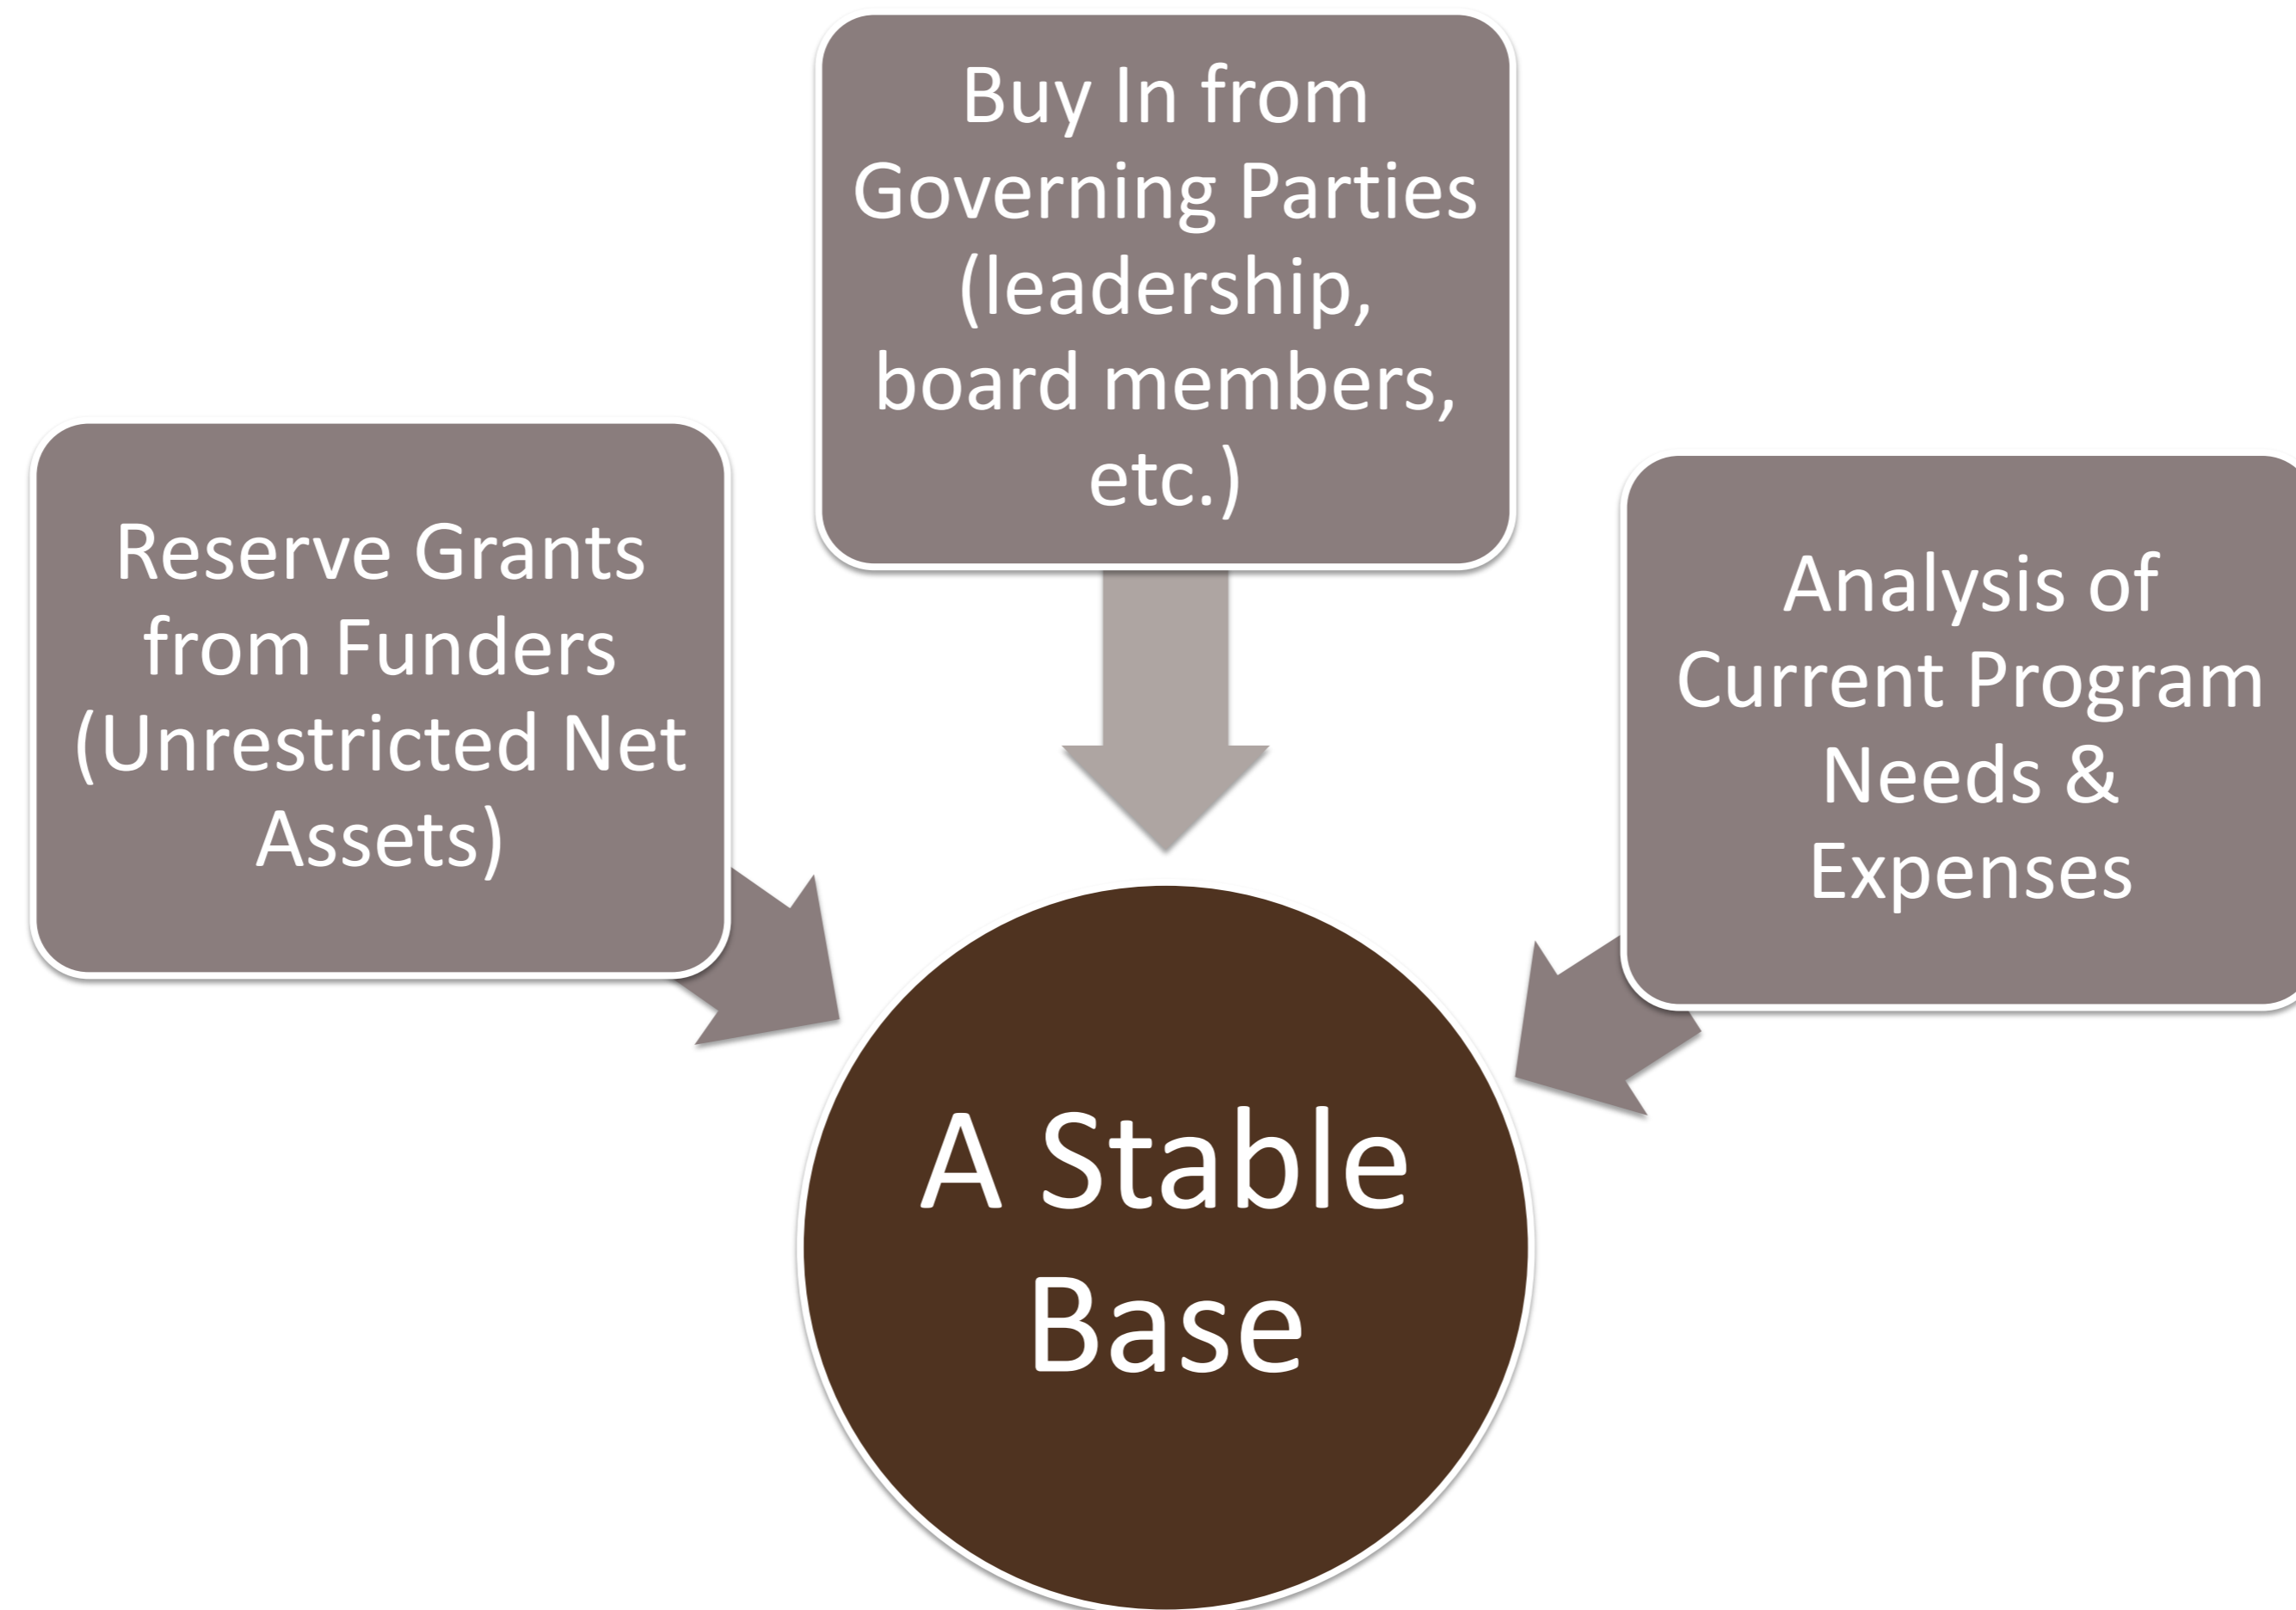 Buy In from
Governing Parties
(leadership,
board members,
etc.)
Reserve Grants
from Funders
(Unrestricted Net
Assets)
Analysis of
Current Program
Needs &
Expenses
A Stable
Base